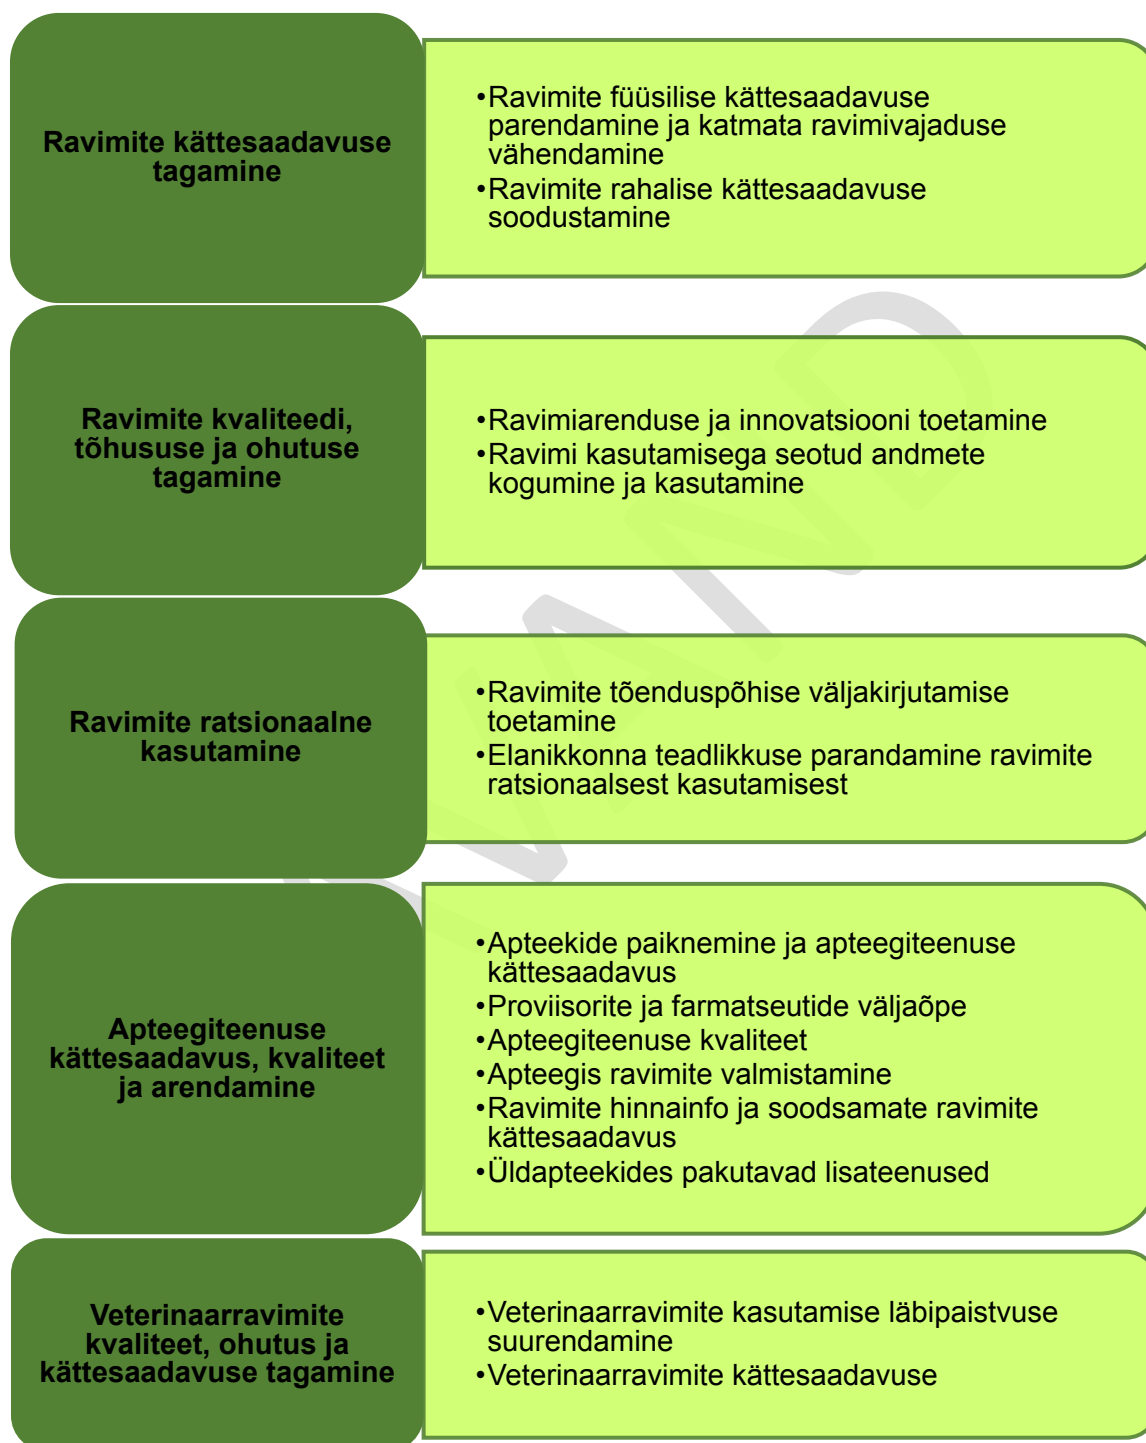 Ravimite kättesaadavuse
tagamine
•Ravimite füüsilise kättesaadavuse
parendamine ja katmata ravimivajaduse
vähendamine
•Ravimite rahalise kättesaadavuse
soodustamine
Ravimite kvaliteedi,
tõhususe ja ohutuse
tagamine
•Ravimiarenduse ja innovatsiooni toetamine
•Ravimi kasutamisega seotud andmete
kogumine ja kasutamine
Ravimite ratsionaalne
kasutamine
•Ravimite tõenduspõhise väljakirjutamise
toetamine
•Elanikkonna teadlikkuse parandamine ravimite
ratsionaalsest kasutamisest
Apteegiteenuse
kättesaadavus, kvaliteet
ja arendamine
•Apteekide paiknemine ja apteegiteenuse
kättesaadavus
•Proviisorite ja farmatseutide väljaõpe
•Apteegiteenuse kvaliteet
•Apteegis ravimite valmistamine
•Ravimite hinnainfo ja soodsamate ravimite
kättesaadavus
•Üldapteekides pakutavad lisateenused
Veterinaarravimite
kvaliteet, ohutus ja
kättesaadavuse tagamine
•Veterinaarravimite kasutamise läbipaistvuse
suurendamine
•Veterinaarravimite kättesaadavuse